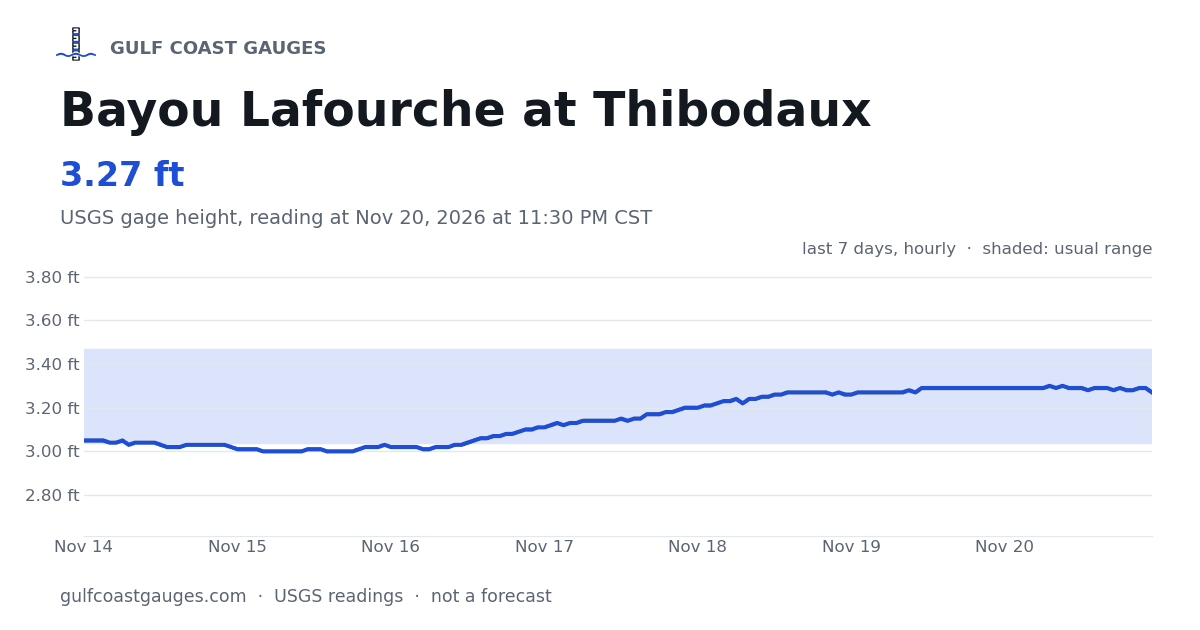 GULF COAST GAUGES
Bayou Lafourche at Thibodaux
3.27 ft
USGS gage height, reading at Nov 20, 2026 at 11:30 PM CST
last 7 days, hourly · shaded: usual range
3.80 ft
3.60 ft
3.40 ft
3.20 ft
3.00 ft
2.80 ft
Nov 14 Nov 15 Nov 16 Nov 17 Nov 18 Nov 19 Nov 20
gulfcoastgauges.com · USGS readings · not a forecast